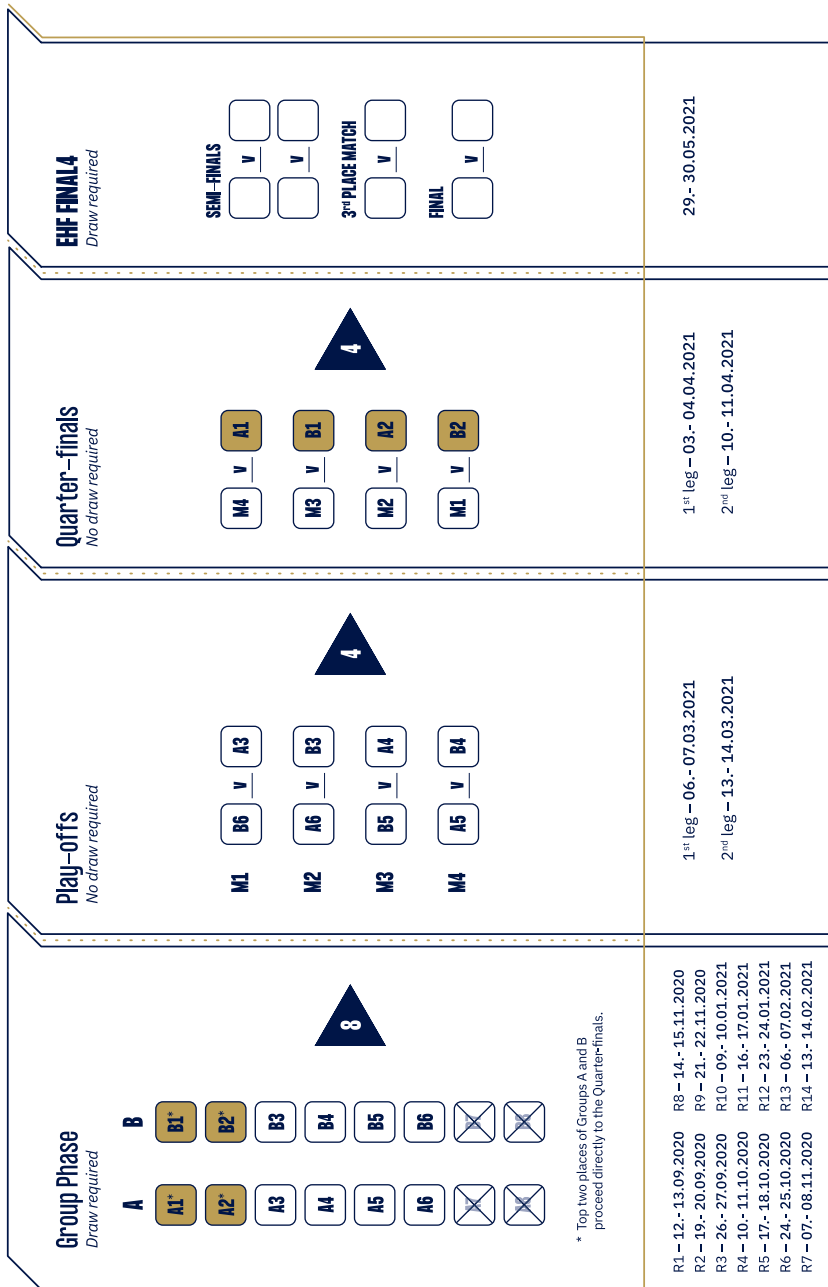 Group Phase
Draw required
A B
A1* B1*
A2* B2*
A3 B3
A4 B4
A5 B5
A6 B6
A7 B7
A8 B8
8
* Top two places of Groups A and B
proceed directly to the Quarter-finals.
R1 – 12.- 13.09.2020 R8 – 14.- 15.11.2020
R2 – 19.- 20.09.2020 R9 – 21.- 22.11.2020
R3 – 26.- 27.09.2020 R10 – 09.- 10.01.2021
R4 – 10.- 11.10.2020 R11 – 16.- 17.01.2021
R5 – 17.- 18.10.2020 R12 – 23.- 24.01.2021
R6 – 24.- 25.10.2020 R13 – 06.- 07.02.2021
R7 – 07.- 08.11.2020 R14 – 13.- 14.02.2021
Play-offs
No draw required
M1 B6 V A3
M2 A6 V B3
M3 B5 V A4
M4 A5 V B4
4
1st leg – 06.- 07.03.2021
2nd leg – 13.- 14.03.2021
Quarter-finals
No draw required
M4 V A1
M3 V B1
M2 V A2
M1 V B2
4
1st leg – 03.- 04.04.2021
2nd leg – 10.- 11.04.2021
EHF FINAL4
Draw required
SEMI-FINALS
V
V
3rd PLACE MATCH
V
FINAL
V
29.- 30.05.2021